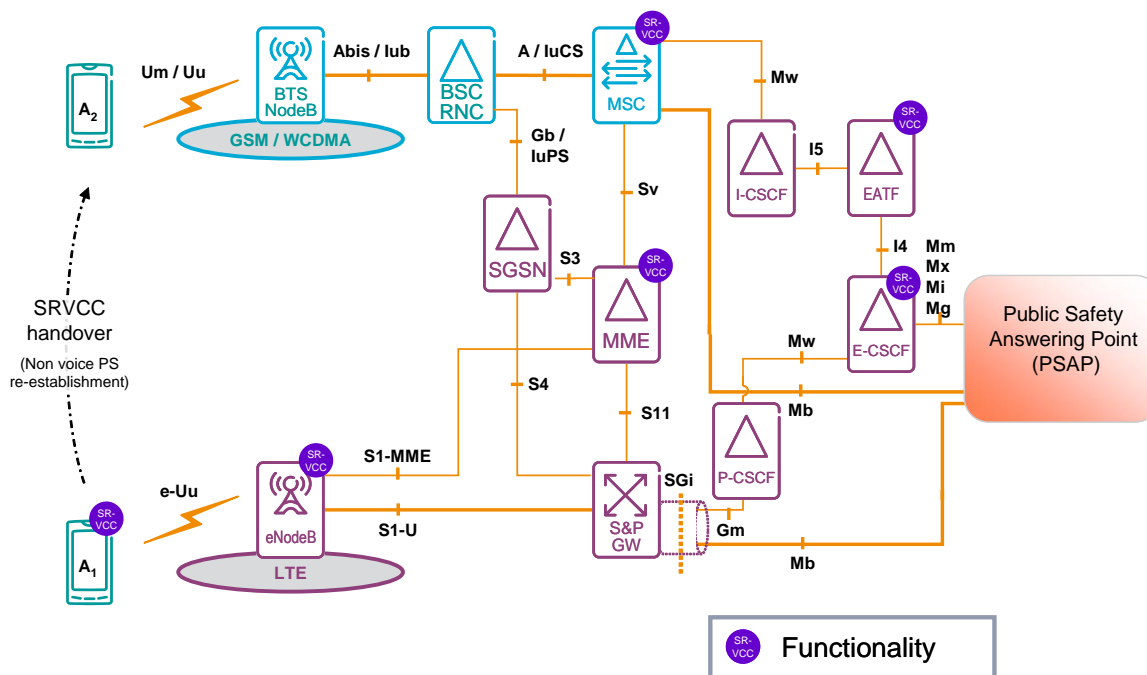 SR-
VCC
Abis / Iub
A / IuCS
Um / Uu
Mw
BTS
NodeB
BSC
RNC
MSC
A2
SR-
VCC
GSM / WCDMA
Gb /
IuPS
I5
I-CSCF
EATF
Sv
I4
Mm
Mx
Mi
Mg
SGSN
S3
SR-
VCC
SR-
VCC
SRVCC
handover
(Non voice PS
re-establishment)
MME
E-CSCF
Public Safety
Answering Point
(PSAP)
Mw
S4
S11
Mb
SR-
VCC
S1-MME
P-CSCF
SGi
e-Uu
eNodeB
S1-U
S&P
GW
Gm
SR-
VCC
A1
LTE
Mb
SR-
VCC
Functionality